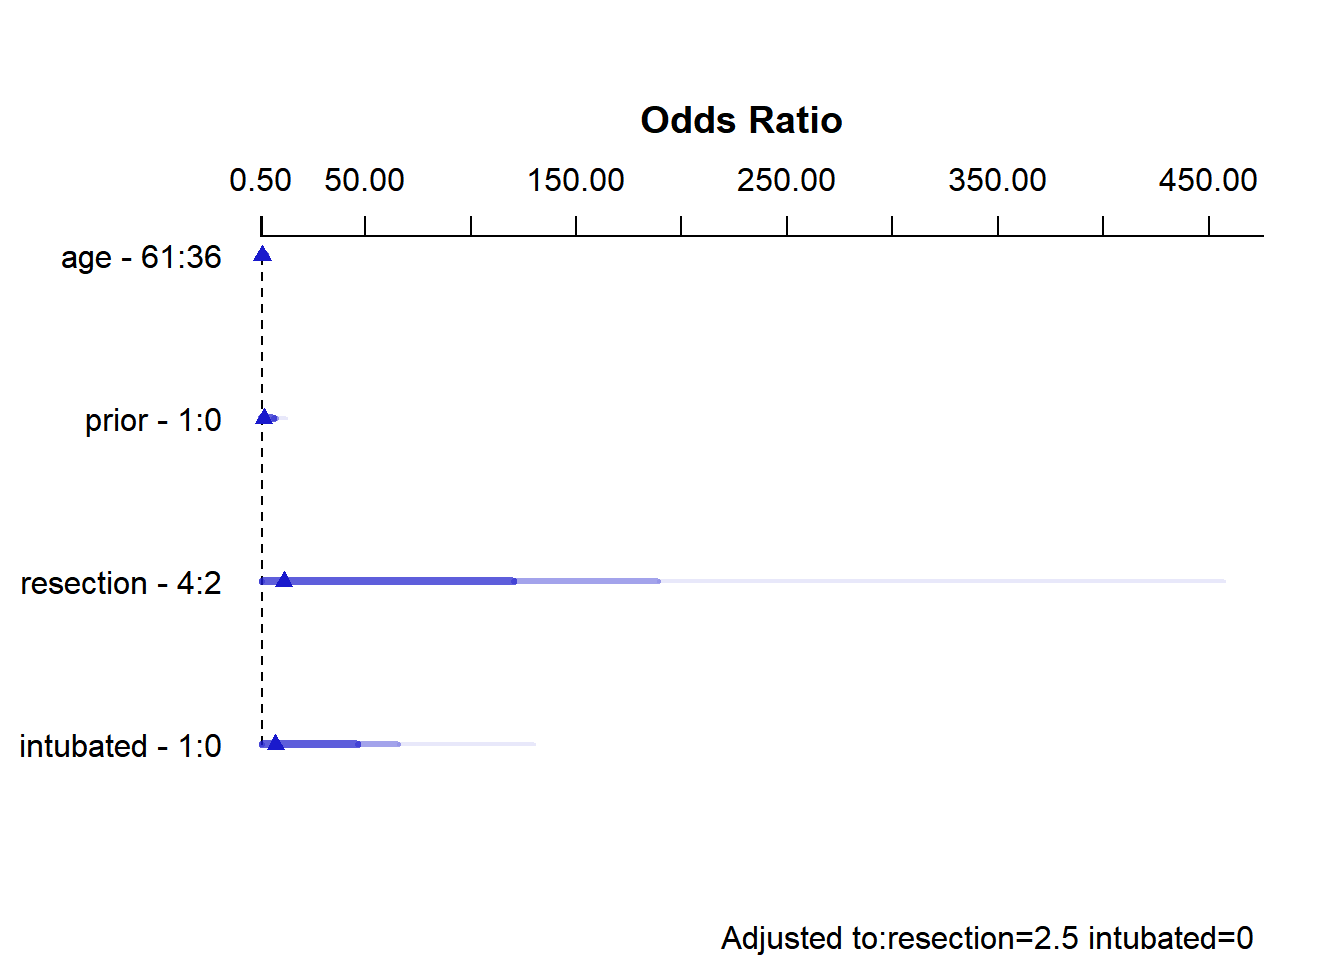 Odds Ratio
0.50 50.00 150.00 250.00 350.00 450.00
age - 61:36
prior - 1:0
resection - 4:2
intubated - 1:0
Adjusted to:resection=2.5 intubated=0